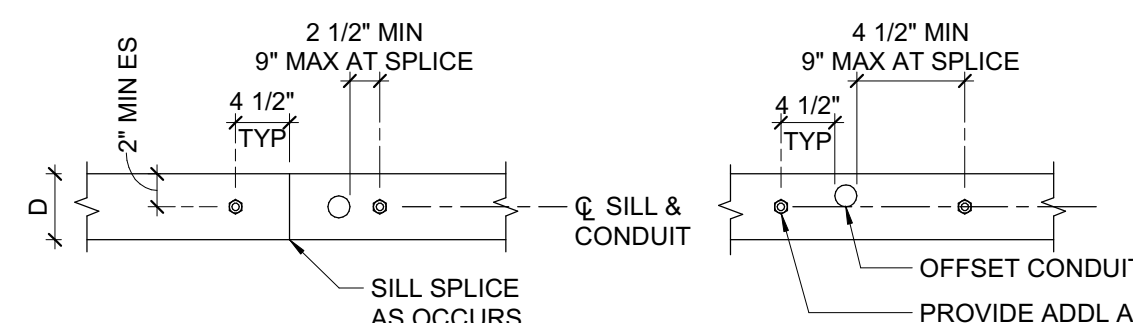 2 1/2" MIN
9" MAX AT SPLICE
2" MIN ES
4 1/2"
TYP
D
℄ SILL &
CONDUIT
SILL SPLICE
AS OCCURS
4 1/2" MIN
9" MAX AT SPLICE
4 1/2"
TYP
OFFSET CONDUIT
PROVIDE ADDL A